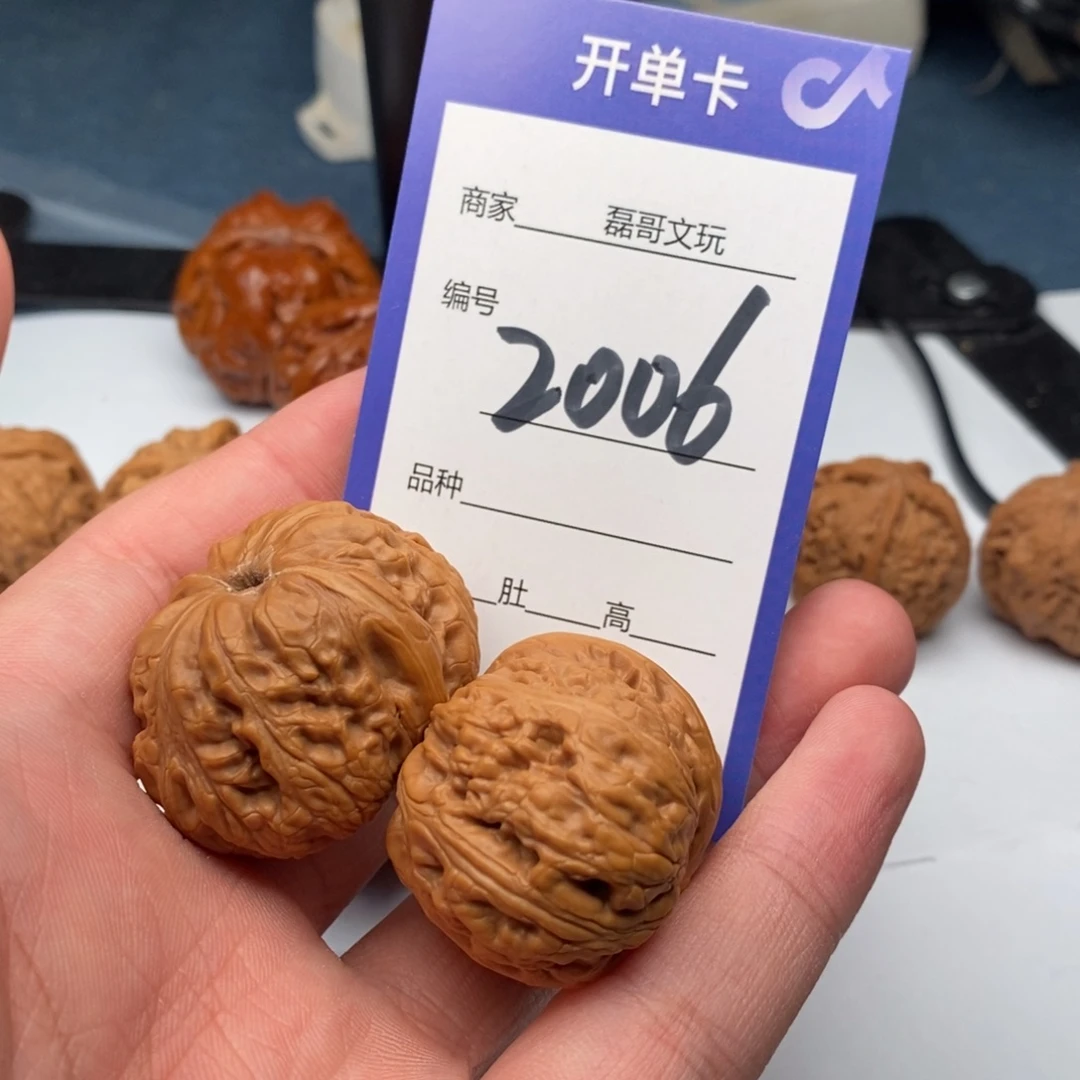 开单卡
商家 磊哥文玩
编号 2006
品种
肚 高